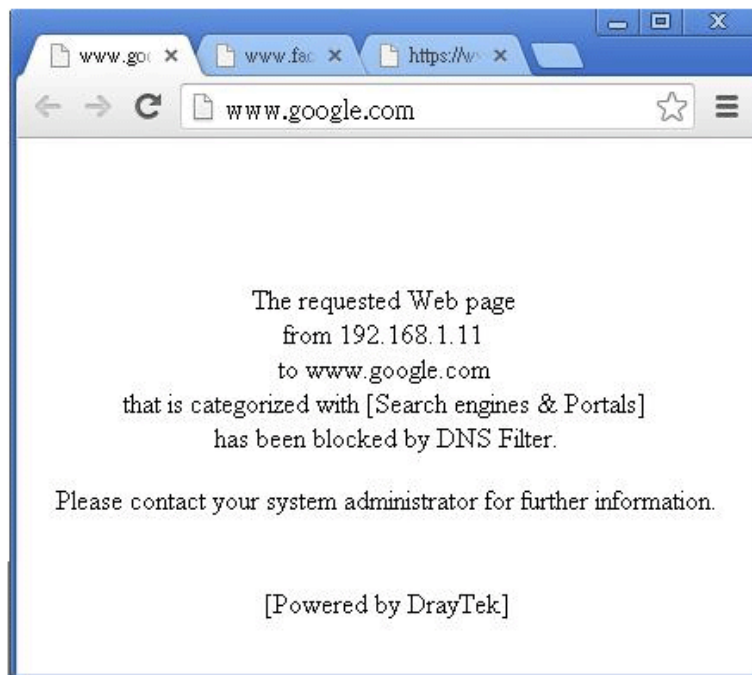 www.goo
www.fac
https://w
www.google.com
The requested Web page
from 192.168.1.11
to www.google.com
that is categorized with [Search engines & Portals]
has been blocked by DNS Filter.
Please contact your system administrator for further information.
[Powered by DrayTek]